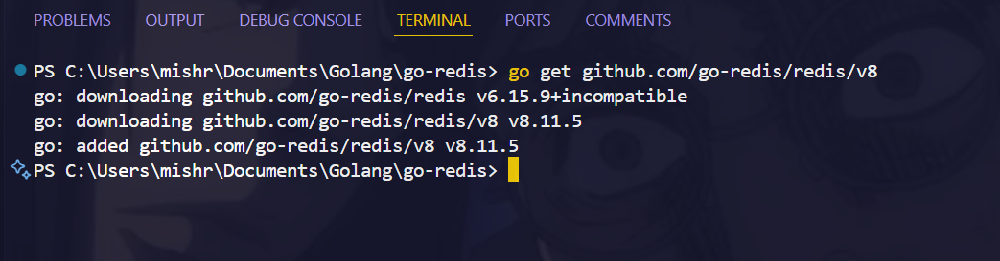 PROBLEMS OUTPUT DEBUG CONSOLE TERMINAL PORTS COMMENTS
PS C:\Users\mishr\Documents\Golang\go-redis> go get github.com/go-redis/redis/v8
go: downloading github.com/go-redis/redis v6.15.9+incompatible
go: downloading github.com/go-redis/redis/v8 v8.11.5
go: added github.com/go-redis/redis/v8 v8.11.5
PS C:\Users\mishr\Documents\Golang\go-redis>